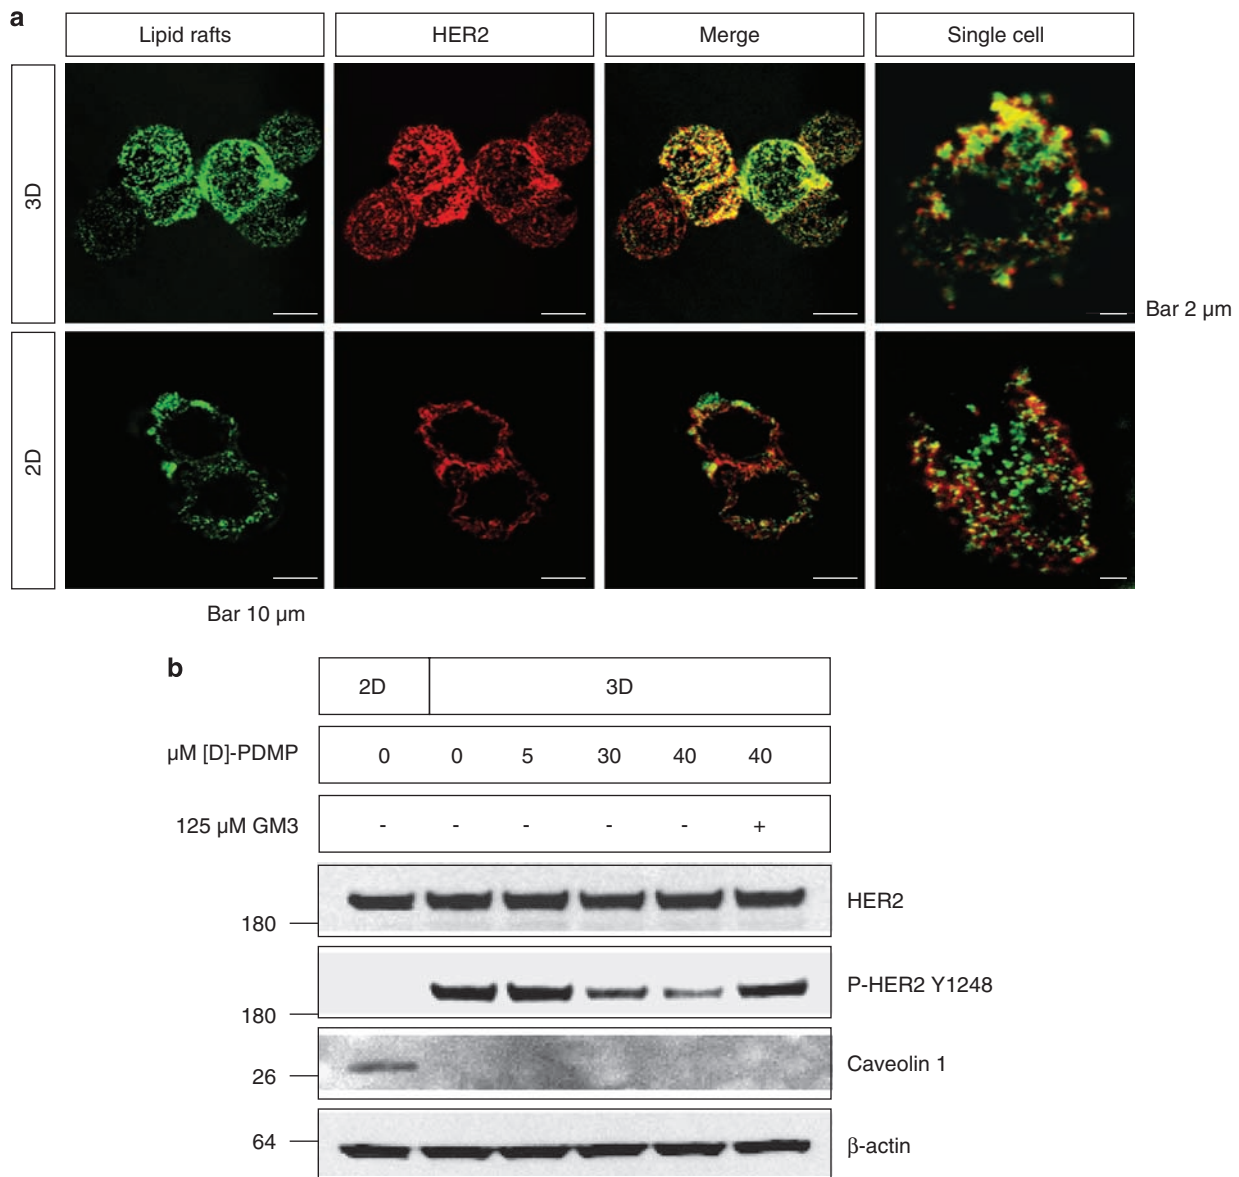 a
Lipid rafts HER2 Merge Single cell
3D
Bar 2 µm
2D
Bar 10 µm
b
2D 3D
µM [D]-PDMP 0 0 5 30 40 40
125 µM GM3 - - - - - +
HER2
180
P-HER2 Y1248
180
Caveolin 1
26
64
β-actin